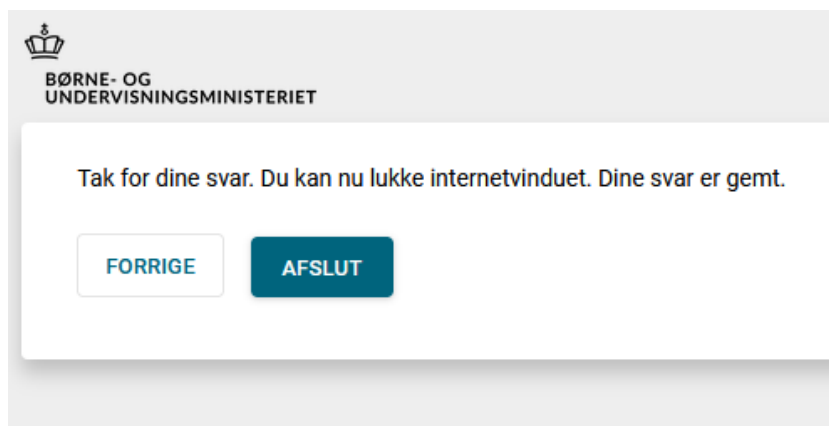 BØRNE- OG
UNDERVISNINGSMINISTERIET
Tak for dine svar. Du kan nu lukke internetvinduet. Dine svar er gemt.
FORRIGE
AFSLUT